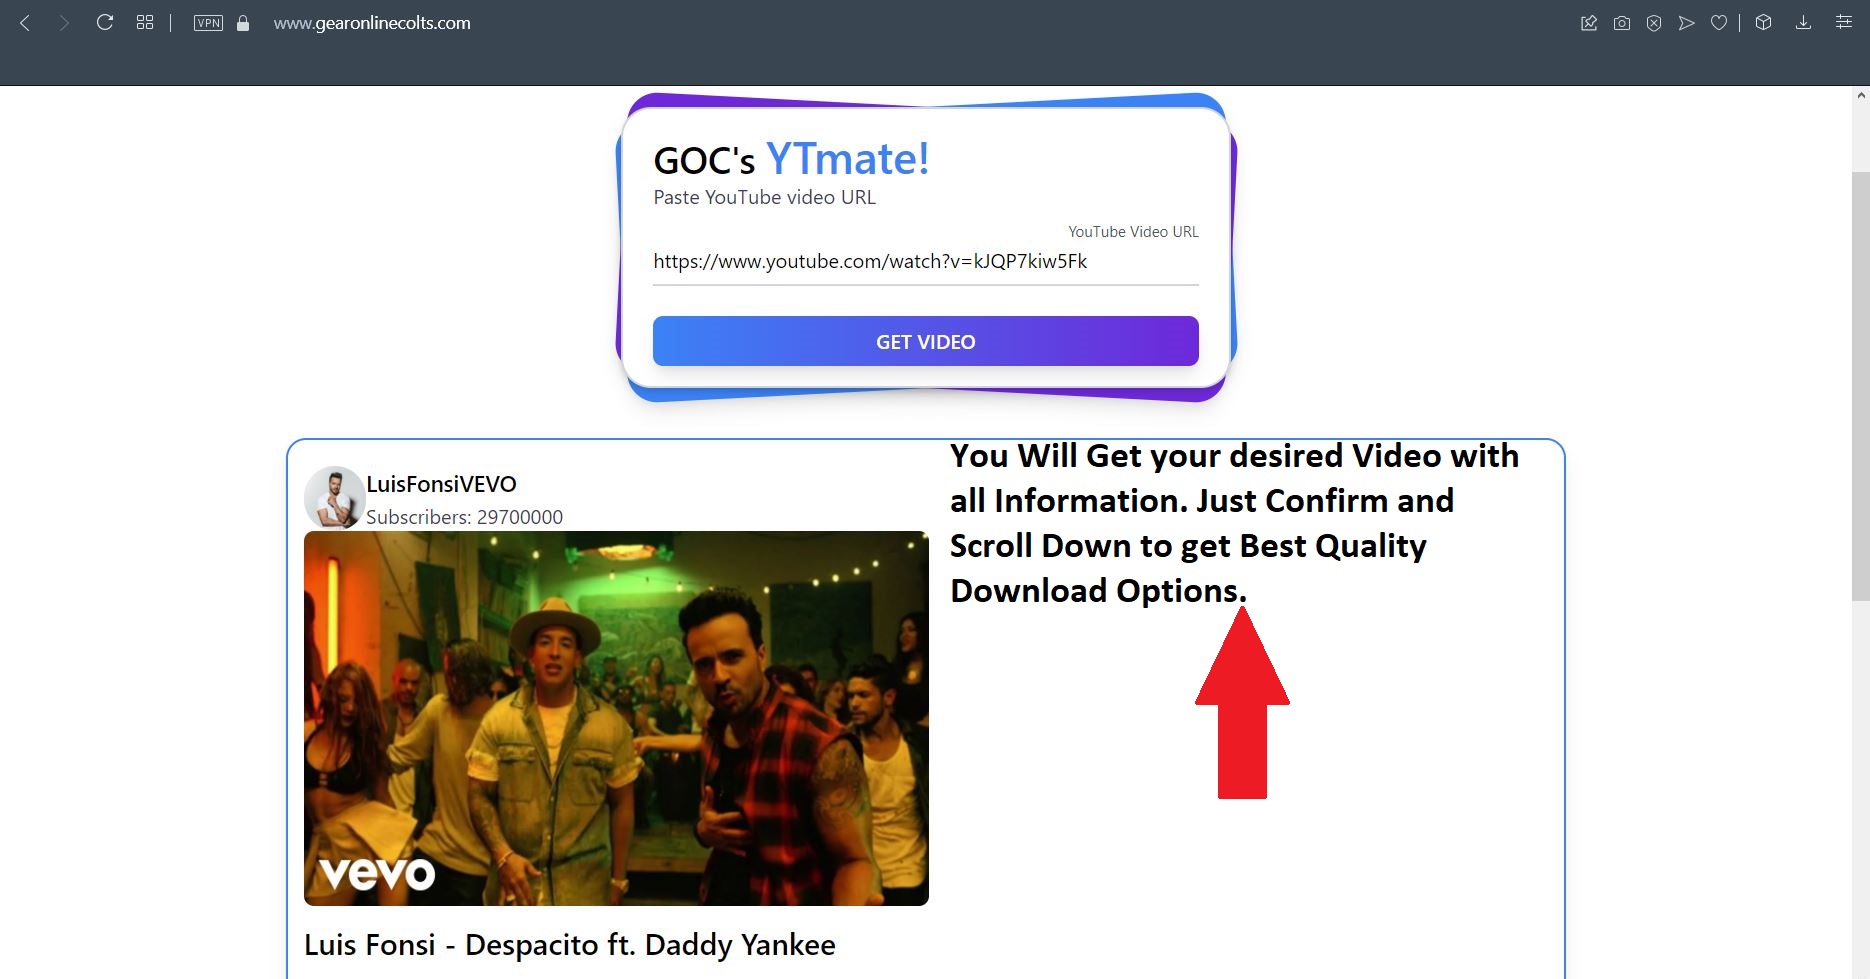 VPN
www.gearonlinecolts.com
GOC's YTmate!
Paste YouTube video URL
YouTube Video URL
https://www.youtube.com/watch?v=kJQP7kiw5Fk
GET VIDEO
LuisFonsiVEVO
Subscribers: 29700000
You Will Get your desired Video with
all Information. Just Confirm and
Scroll Down to get Best Quality
Download Options.
vevo
Luis Fonsi - Despacito ft. Daddy Yankee